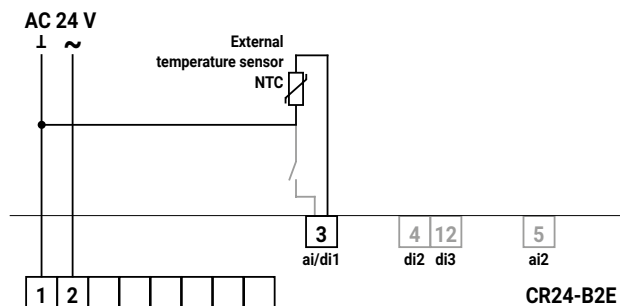 AC 24 V
⊥ ~
External
temperature sensor
NTC
3 4 12 5
ai/di1 di2 di3 ai2
1 2
CR24-B2E